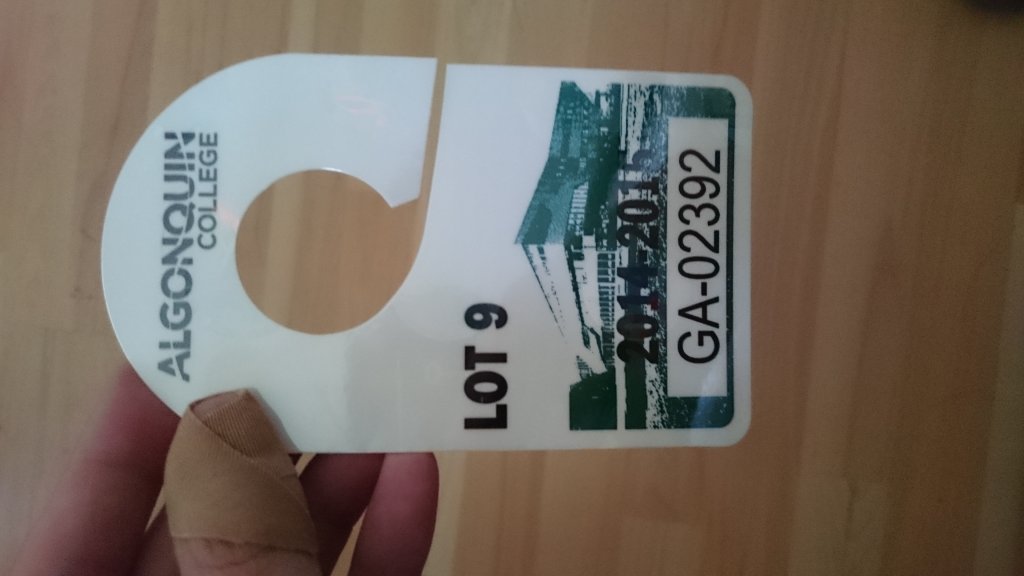 ALGONQUIN
COLLEGE
LOT 9
2014-2015
GA-02392